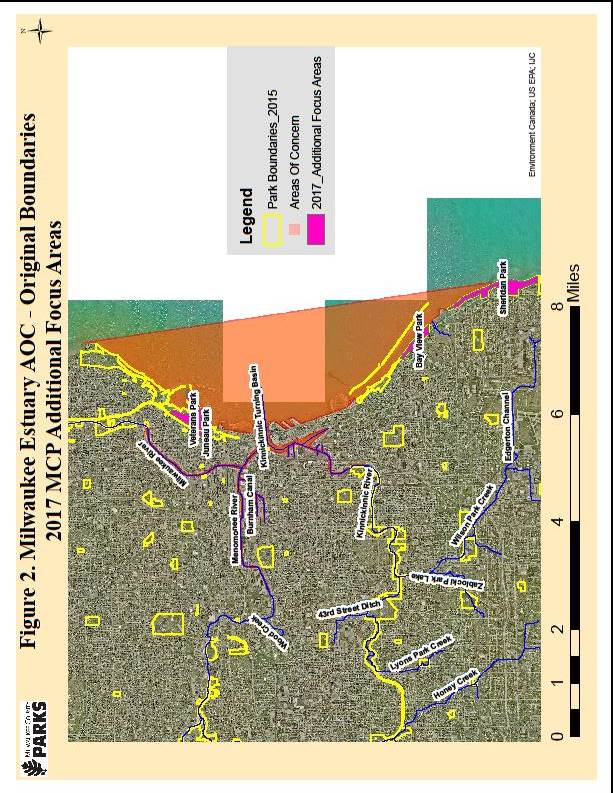 Figure 2. Milwaukee Estuary AOC - Original Boundaries
2017 MCP Additional Focus Areas
MILWAUKEE COUNTY
PARKS
N
Legend
Park Boundaries_2015
Areas Of Concern
2017_Additional Focus Areas
Milwaukee River
Veterans Park
Juneau Park
Kinnickinnic Turning Basin
Menomonee River
Burnham Canal
Wood Creek
Kinnickinnic River
43rd Street Ditch
Lyons Park Creek
Honey Creek
Zablocki Park Lake
Wilson Park Creek
Edgerton Channel
Bay View Park
Sheridan Park
Environment Canada; US EPA; IJC
0 1 2 4 6 8
Miles